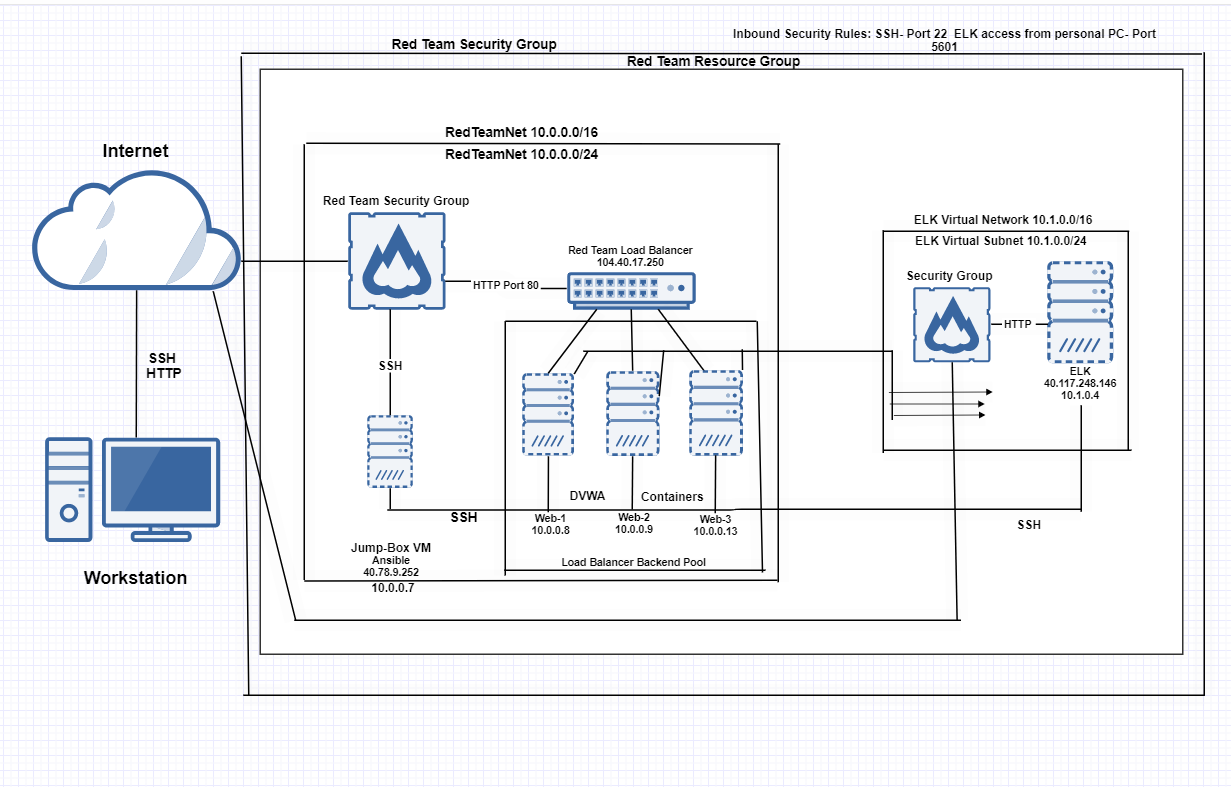 Red Team Security Group
Inbound Security Rules: SSH- Port 22 ELK access from personal PC- Port
5601
Red Team Resource Group
RedTeamNet 10.0.0.0/16
RedTeamNet 10.0.0.0/24
Internet
Red Team Security Group
Red Team Load Balancer
104.40.17.250
HTTP Port 80
ELK Virtual Network 10.1.0.0/16
ELK Virtual Subnet 10.1.0.0/24
Security Group
HTTP
SSH
HTTP
SSH
ELK
40.117.248.146
10.1.0.4
DVWA
Containers
SSH
Web-1
10.0.0.8
Web-2
10.0.0.9
Web-3
10.0.0.13
SSH
Jump-Box VM
Ansible
40.78.9.252
10.0.0.7
Load Balancer Backend Pool
Workstation